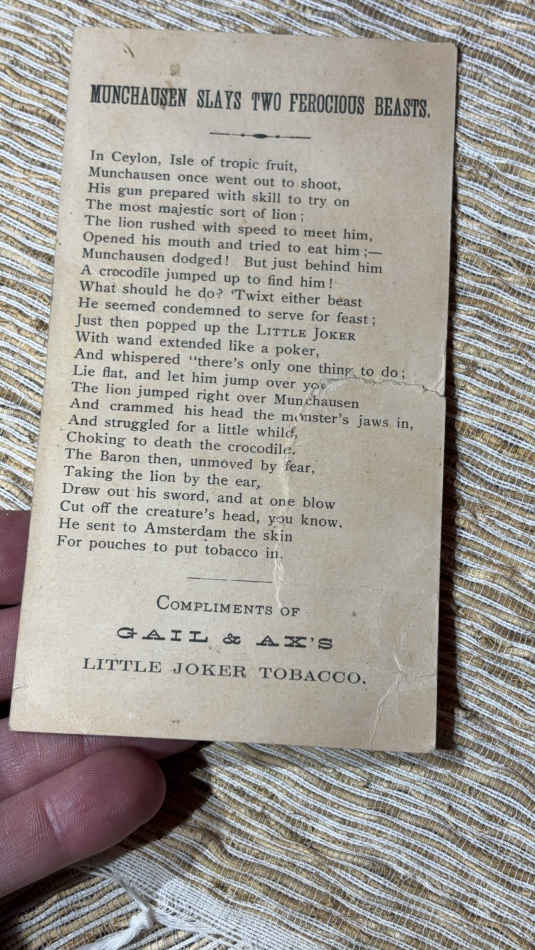 MUNCHAUSEN SLAYS TWO FEROCIOUS BEASTS.
In Ceylon, Isle of tropic fruit,
Munchausen once went out to shoot,
His gun prepared with skill to try on
The most majestic sort of lion;
The lion rushed with speed to meet him,
Opened his mouth and tried to eat him;—
Munchausen dodged! But just behind him
A crocodile jumped up to find him!
What should he do? 'Twixt either beast
He seemed condemned to serve for feast;
Just then popped up the LITTLE JOKER
With wand extended like a poker,
And whispered "there's only one thing to do;
Lie flat, and let him jump over you
The lion jumped right over Munchausen
And crammed his head the monster's jaws in,
And struggled for a little while,
Choking to death the crocodile.
The Baron then, unmoved by fear,
Taking the lion by the ear,
Drew out his sword, and at one blow
Cut off the creature's head, you know.
He sent to Amsterdam the skin
For pouches to put tobacco in.
COMPLIMENTS OF
GAIL & AX'S
LITTLE JOKER TOBACCO.